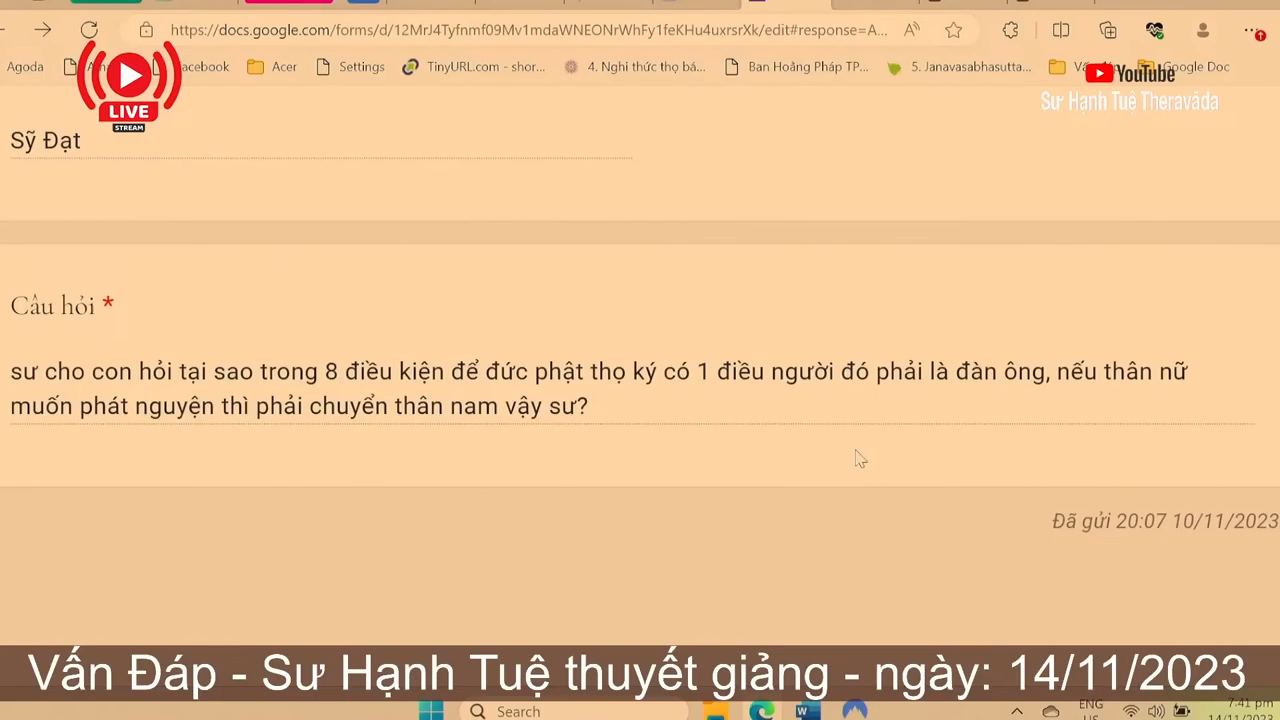 https://docs.google.com/forms/d/12MrJ4Tyfnmf09Mv1mdaWNEONrWhFy1feKHu4uxrsrXk/edit#response=A...
Agoda
Facebook
Acer
Settings
TinyURL.com - shor...
4. Nghi thức thọ bá...
Ban Hoằng Pháp TP...
5. Janavasabhasutta...
Google Doc
LIVE
STREAM
YouTube
Sư Hạnh Tuệ Theravāda
Sỹ Đạt
Câu hỏi *
sư cho con hỏi tại sao trong 8 điều kiện để đức phật thọ ký có 1 điều người đó phải là đàn ông, nếu thân nữ
muốn phát nguyện thì phải chuyển thân nam vậy sư?
Đã gửi 20:07 10/11/2023
Vấn Đáp - Sư Hạnh Tuệ thuyết giảng - ngày: 14/11/2023
Search
ENG
7:41 pm